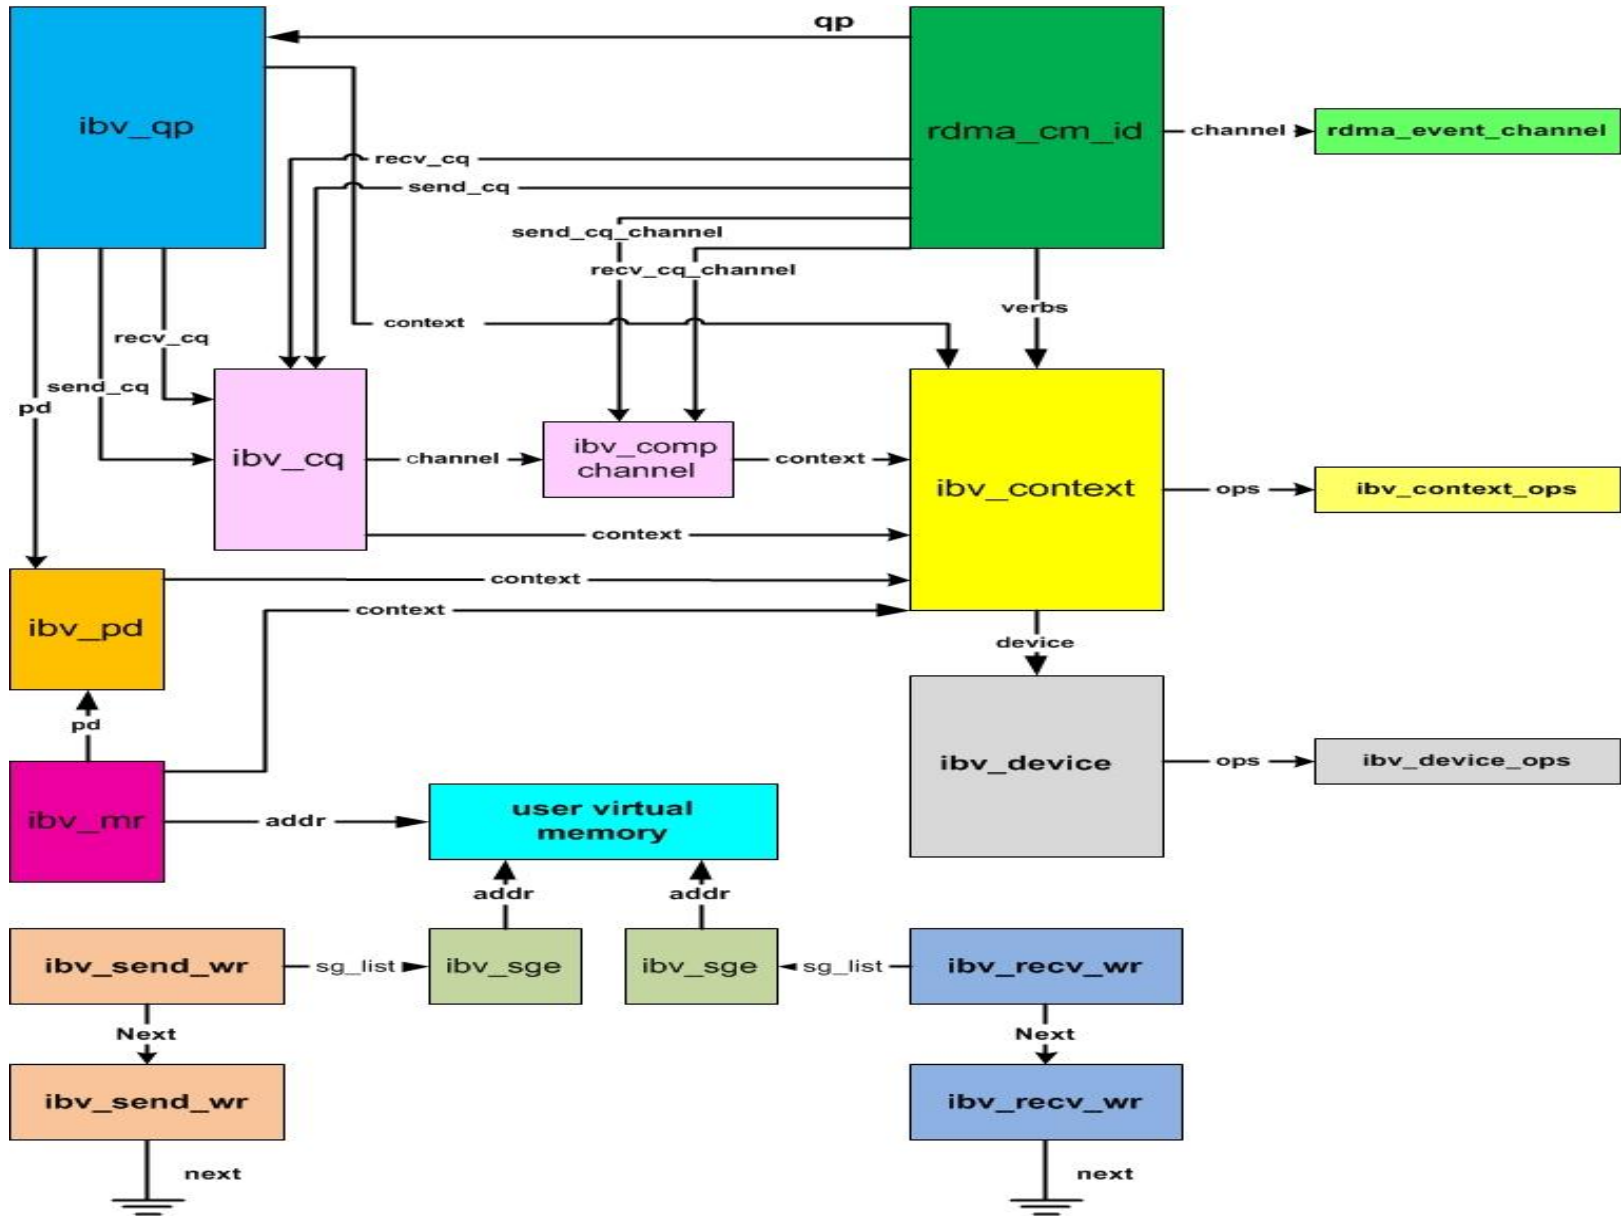 qp
ibv_qp
rdma_cm_id
channel
rdma_event_channel
recv_cq
send_cq
send_cq_channel
recv_cq_channel
verbs
context
recv_cq
send_cq
pd
ibv_cq
channel
ibv_comp
channel
context
ibv_context
ops
ibv_context_ops
context
context
context
ibv_pd
device
pd
ibv_mr
addr
user virtual
memory
ibv_device
ops
ibv_device_ops
addr
addr
ibv_send_wr
sg_list
ibv_sge
ibv_sge
sg_list
ibv_recv_wr
Next
Next
ibv_send_wr
ibv_recv_wr
next
next